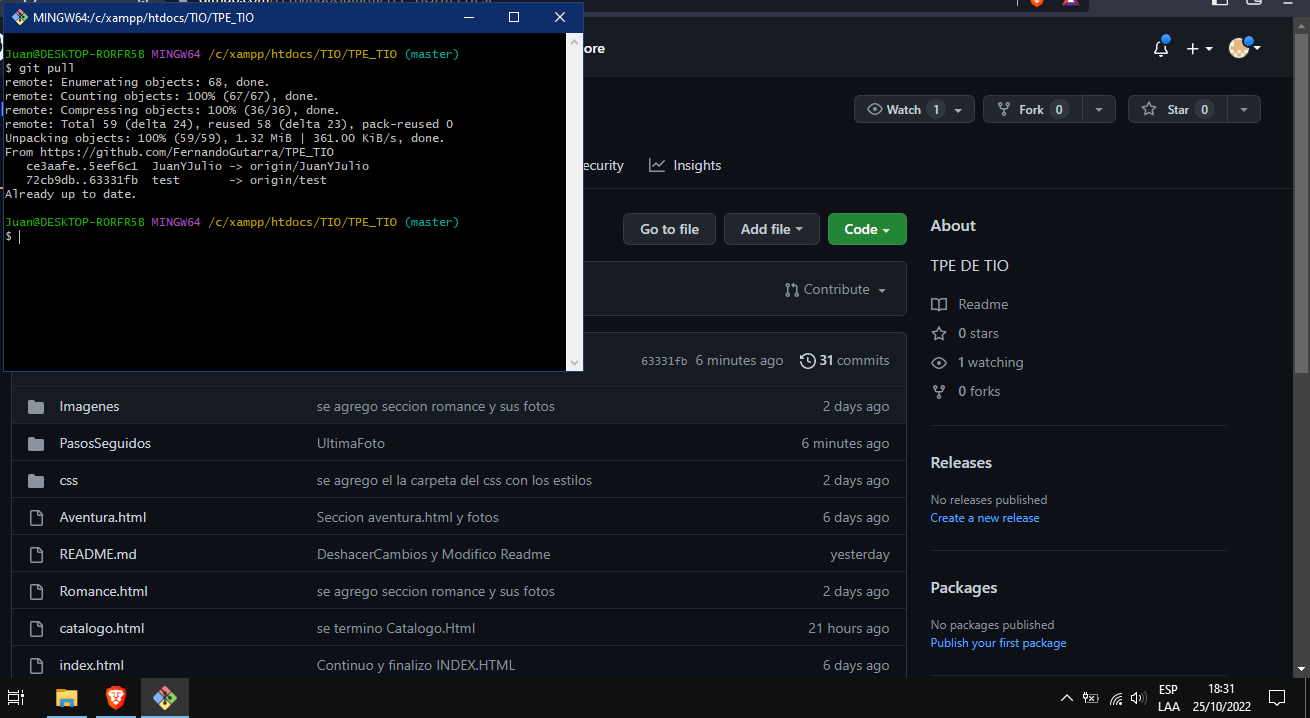 MINGW64:/c/xampp/htdocs/TIO/TPE_TIO
Juan@DESKTOP-RORFR5B MINGW64 /c/xampp/htdocs/TIO/TPE_TIO (master)
$ git pull
remote: Enumerating objects: 68, done.
remote: Counting objects: 100% (67/67), done.
remote: Compressing objects: 100% (36/36), done.
remote: Total 59 (delta 24), reused 58 (delta 23), pack-reused 0
Unpacking objects: 100% (59/59), 1.32 MiB | 361.00 KiB/s, done.
From https://github.com/FernandoGutarra/TPE_TIO
ce3aafe..5eef6c1 JuanYJulio -> origin/JuanYJulio
72cb9db..63331fb test -> origin/test
Already up to date.
Juan@DESKTOP-RORFR5B MINGW64 /c/xampp/htdocs/TIO/TPE_TIO (master)
$
ore
Watch 1 Fork 0 Star 0
ecurity Insights
Go to file Add file Code
Contribute
63331fb 6 minutes ago 31 commits
Imagenes se agrego seccion romance y sus fotos 2 days ago
PasosSeguidos UltimaFoto 6 minutes ago
css se agrego el la carpeta del css con los estilos 2 days ago
Aventura.html Seccion aventura.html y fotos 6 days ago
README.md DeshacerCambios y Modifico Readme yesterday
Romance.html se agrego seccion romance y sus fotos 2 days ago
catalogo.html se termino Catalogo.Html 21 hours ago
index.html Continuo y finalizo INDEX.HTML 6 days ago
About
TPE DE TIO
Readme
0 stars
1 watching
0 forks
Releases
No releases published
Create a new release
Packages
No packages published
Publish your first package
ESP
LAA
18:31
25/10/2022